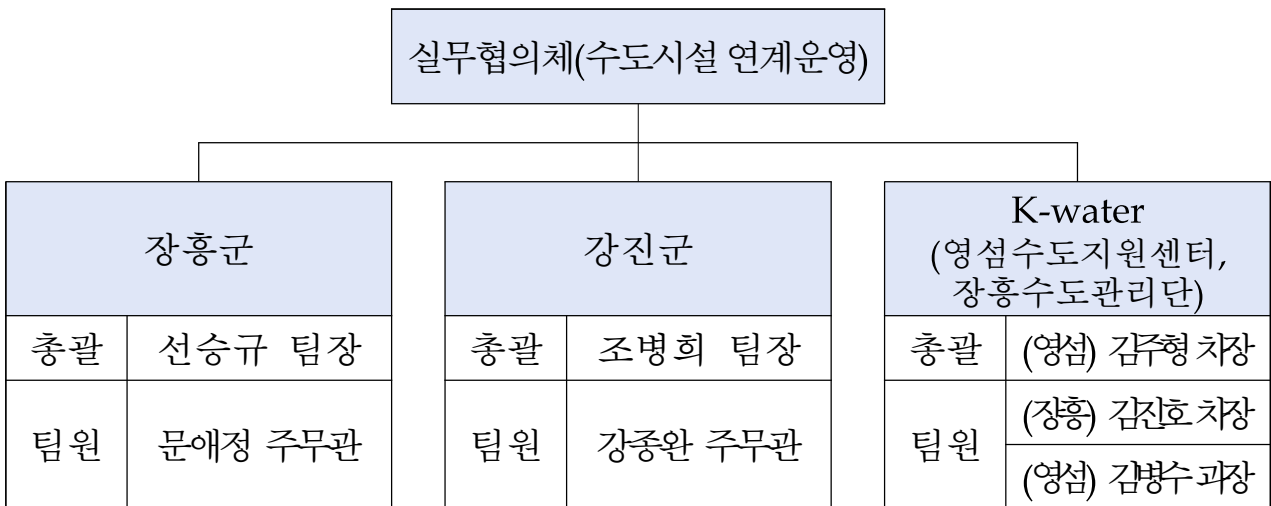 실무협의체(수도시설 연계운영)
장흥군
총괄 선승규 팀장
팀원 문애정 주무관
강진군
총괄 조병희 팀장
팀원 강종완 주무관
K-water
(영섬수도지원센터,
장흥수도관리단)
총괄 (영섬) 김주형 차장
팀원 (장흥) 김진호 차장
(영섬) 김병수 과장